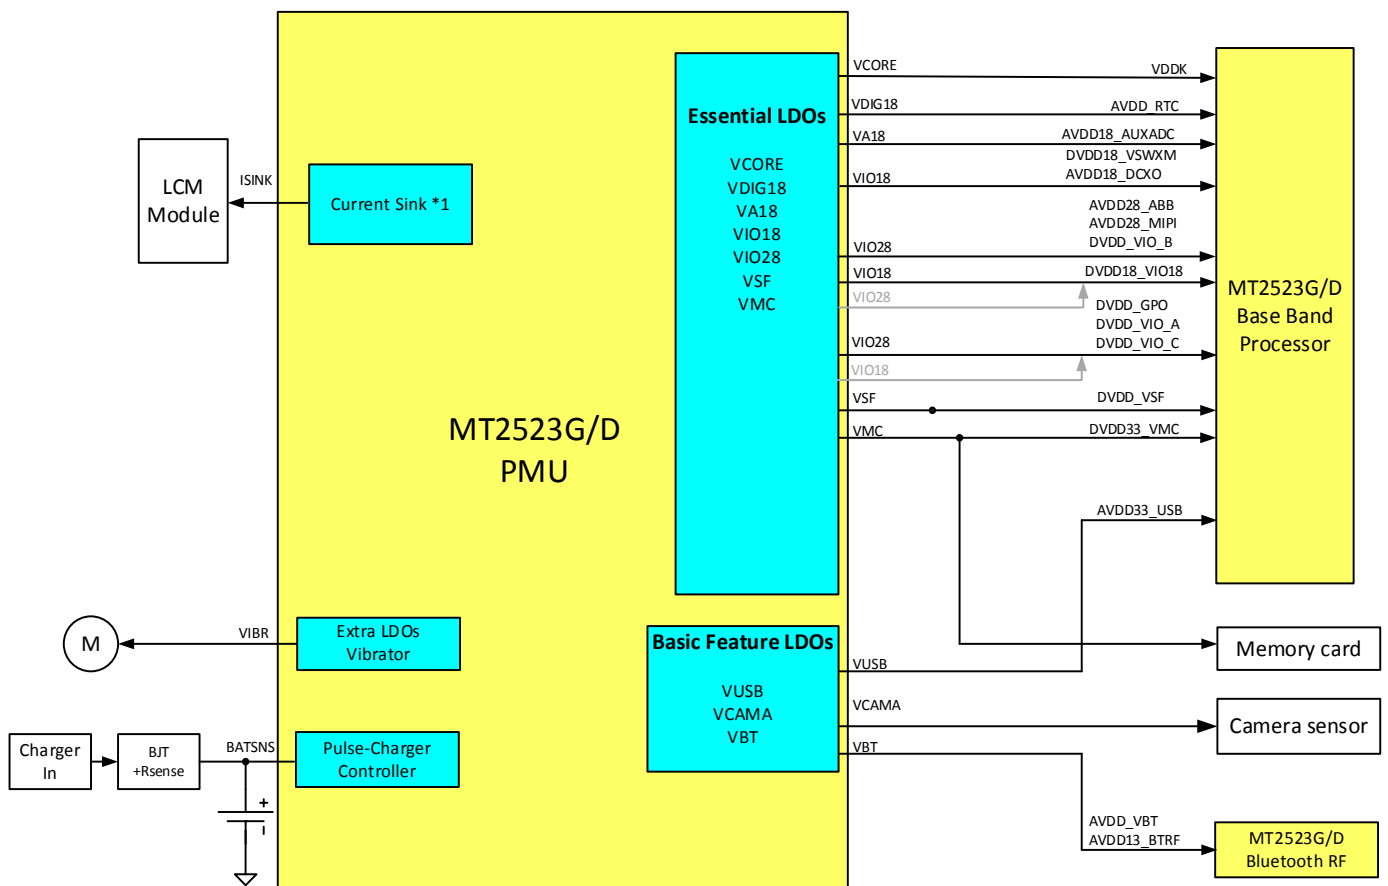 LCM
Module
ISINK
Current Sink *1
MT2523G/D
PMU
Essential LDOs
VCORE
VDIG18
VA18
VIO18
VIO28
VSF
VMC
VCORE
VDDK
VDIG18
AVDD_RTC
VA18
AVDD18_AUXADC
DVDD18_VSWXM
VIO18
AVDD18_DCXO
AVDD28_ABB
AVDD28_MIPI
VIO28
DVDD_VIO_B
VIO18
DVDD18_VIO18
VIO28
DVDD_GPO
DVDD_VIO_A
VIO28
DVDD_VIO_C
VIO18
VSF
DVDD_VSF
VMC
DVDD33_VMC
AVDD33_USB
MT2523G/D
Base Band
Processor
M
VIBR
Extra LDOs
Vibrator
Basic Feature LDOs
VUSB
VCAMA
VBT
VUSB
Memory card
VCAMA
Camera sensor
VBT
AVDD_VBT
AVDD13_BTRF
MT2523G/D
Bluetooth RF
Charger
In
BJT
+Rsense
BATSNS
Pulse-Charger
Controller
+
–